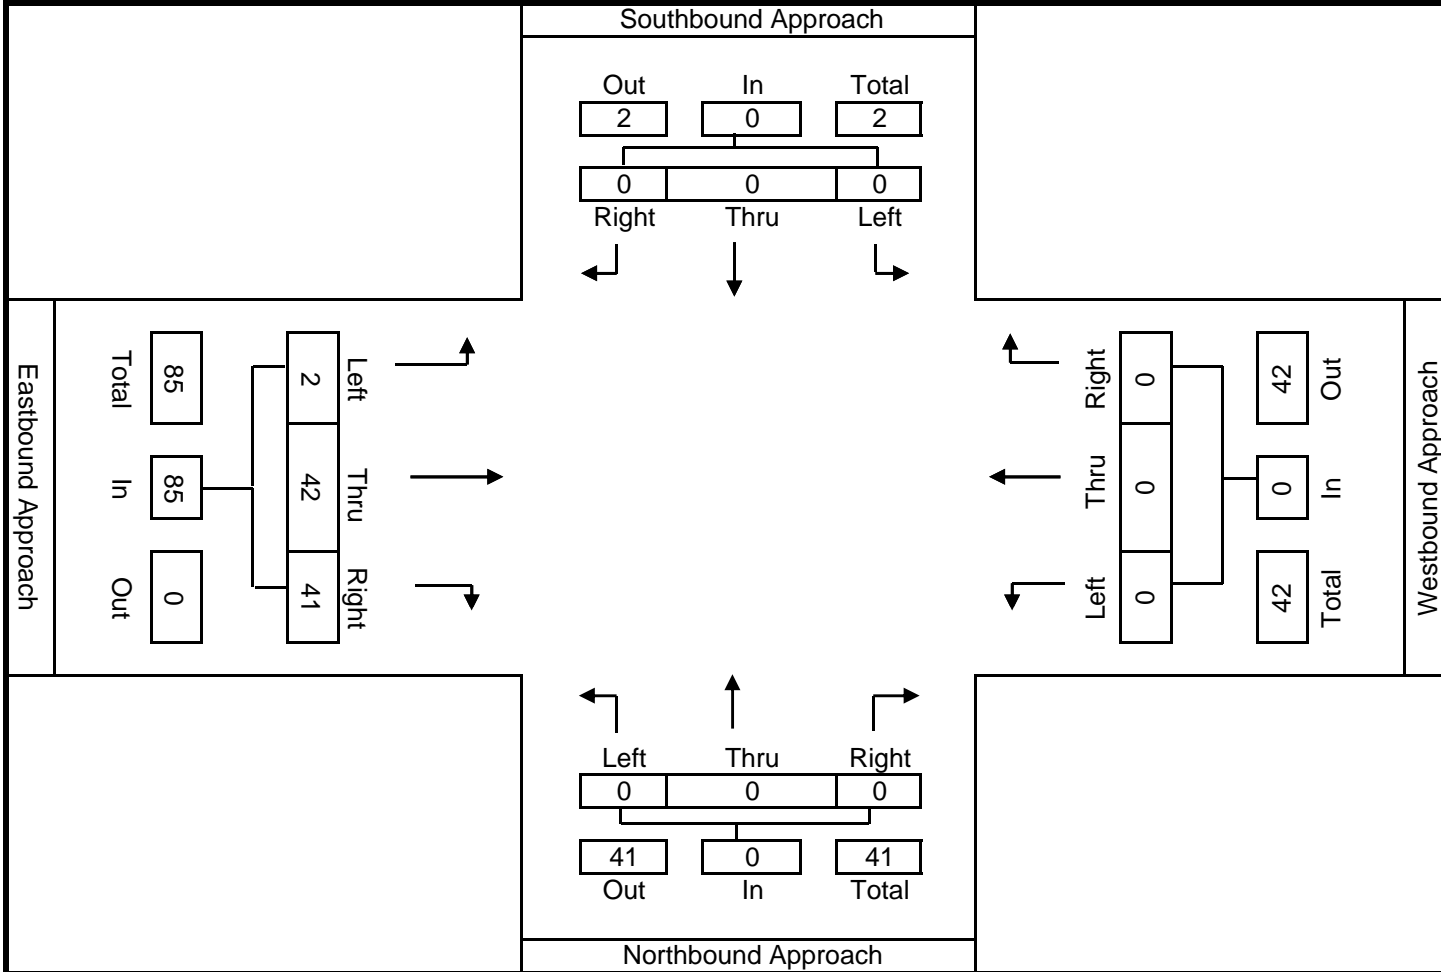 Southbound Approach
Out In Total
2 0 2
0 0 0
Right Thru Left
Eastbound Approach
Total In Out
85 85 0
2 42 41
Left Thru Right
Right Thru Left
0 0 0
42 0 42
Out In Total
Westbound Approach
Left Thru Right
0 0 0
41 0 41
Out In Total
Northbound Approach